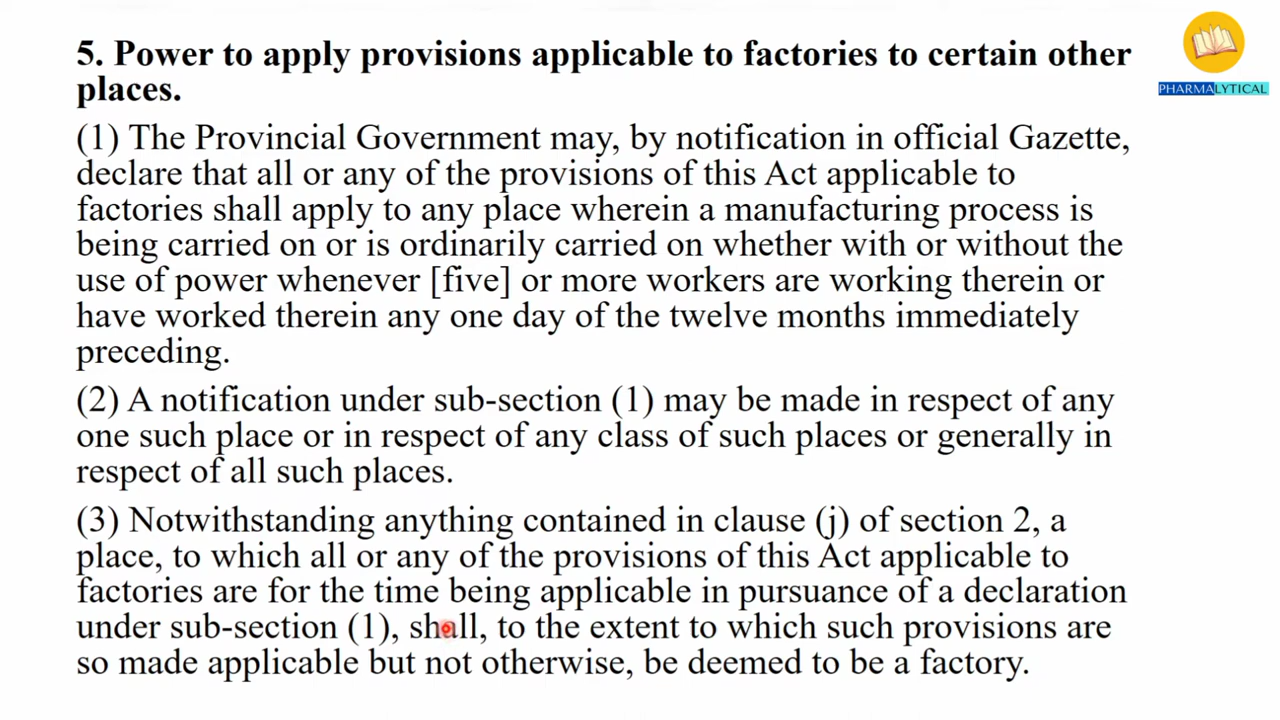 5. Power to apply provisions applicable to factories to certain other
places.
PHARMALYTICAL
(1) The Provincial Government may, by notification in official Gazette,
declare that all or any of the provisions of this Act applicable to
factories shall apply to any place wherein a manufacturing process is
being carried on or is ordinarily carried on whether with or without the
use of power whenever [five] or more workers are working therein or
have worked therein any one day of the twelve months immediately
preceding.
(2) A notification under sub-section (1) may be made in respect of any
one such place or in respect of any class of such places or generally in
respect of all such places.
(3) Notwithstanding anything contained in clause (j) of section 2, a
place, to which all or any of the provisions of this Act applicable to
factories are for the time being applicable in pursuance of a declaration
under sub-section (1), shall, to the extent to which such provisions are
so made applicable but not otherwise, be deemed to be a factory.